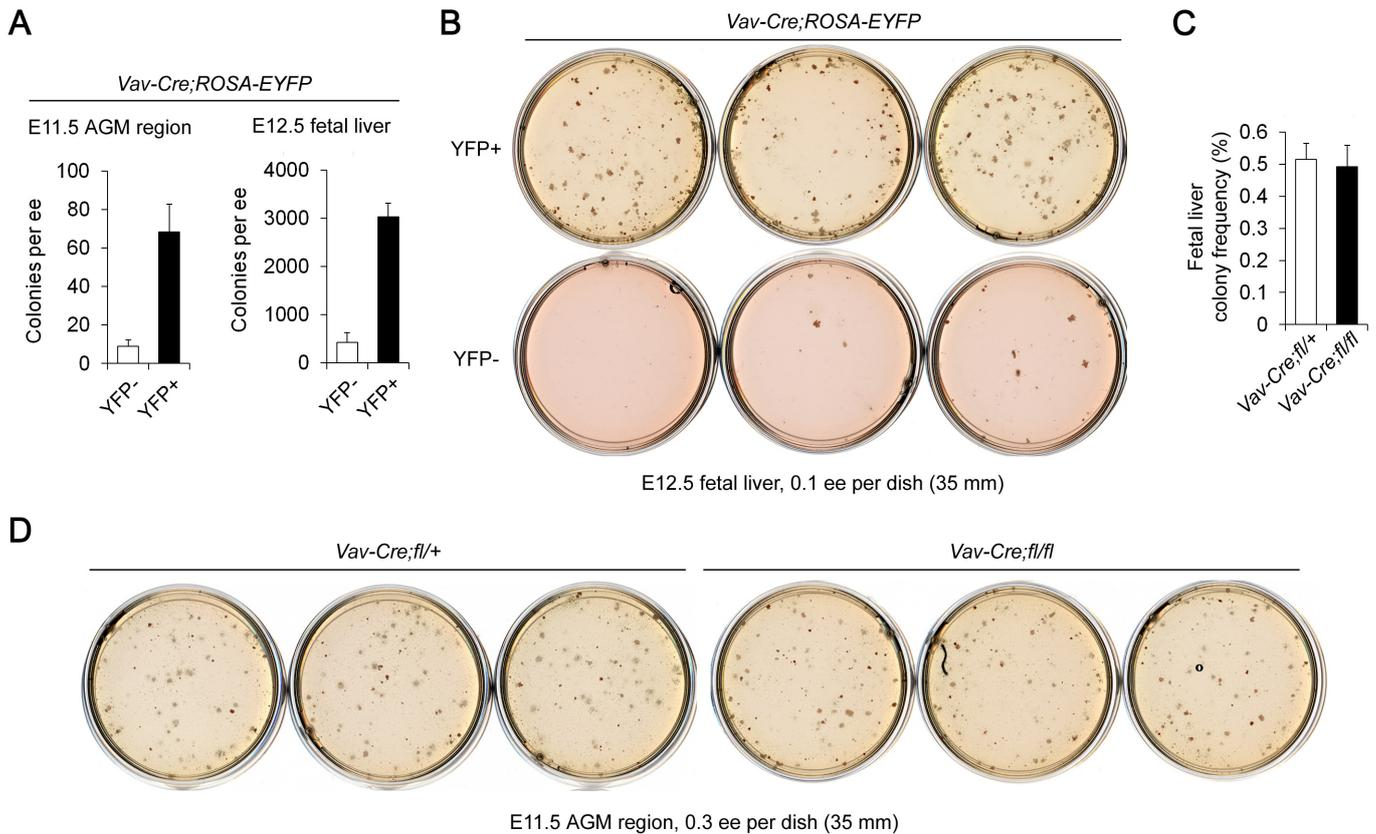 A
Vav-Cre;ROSA-EYFP
E11.5 AGM region
E12.5 fetal liver
Colonies per ee
100
80
60
40
20
0
YFP-
YFP+
Colonies per ee
4000
3000
2000
1000
0
YFP-
YFP+
B
Vav-Cre;ROSA-EYFP
YFP+
YFP-
E12.5 fetal liver, 0.1 ee per dish (35 mm)
C
Fetal liver
colony frequency (%)
0.6
0.5
0.4
0.3
0.2
0.1
0
Vav-Cre;fl/+
Vav-Cre;fl/fl
D
Vav-Cre;fl/+
Vav-Cre;fl/fl
E11.5 AGM region, 0.3 ee per dish (35 mm)